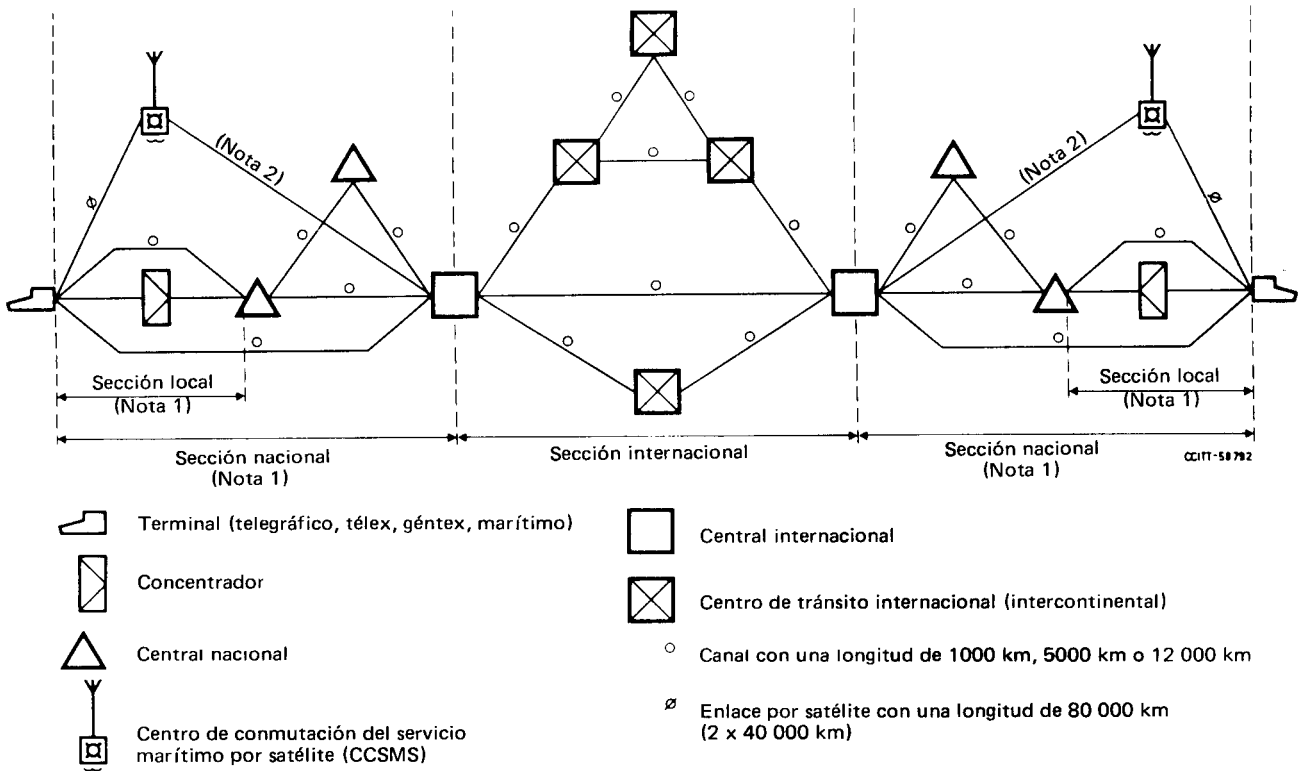 (Nota 2)
(Nota 2)
Sección local
(Nota 1)
Sección local
(Nota 1)
Sección nacional
(Nota 1)
Sección internacional
Sección nacional
(Nota 1)
CCITT-58792
Terminal (telegráfico, télex, géntex, marítimo)
Concentrador
Central nacional
Centro de conmutación del servicio
marítimo por satélite (CCSMS)
Central internacional
Centro de tránsito internacional (intercontinental)
Canal con una longitud de 1000 km, 5000 km o 12 000 km
Enlace por satélite con una longitud de 80 000 km
(2 x 40 000 km)